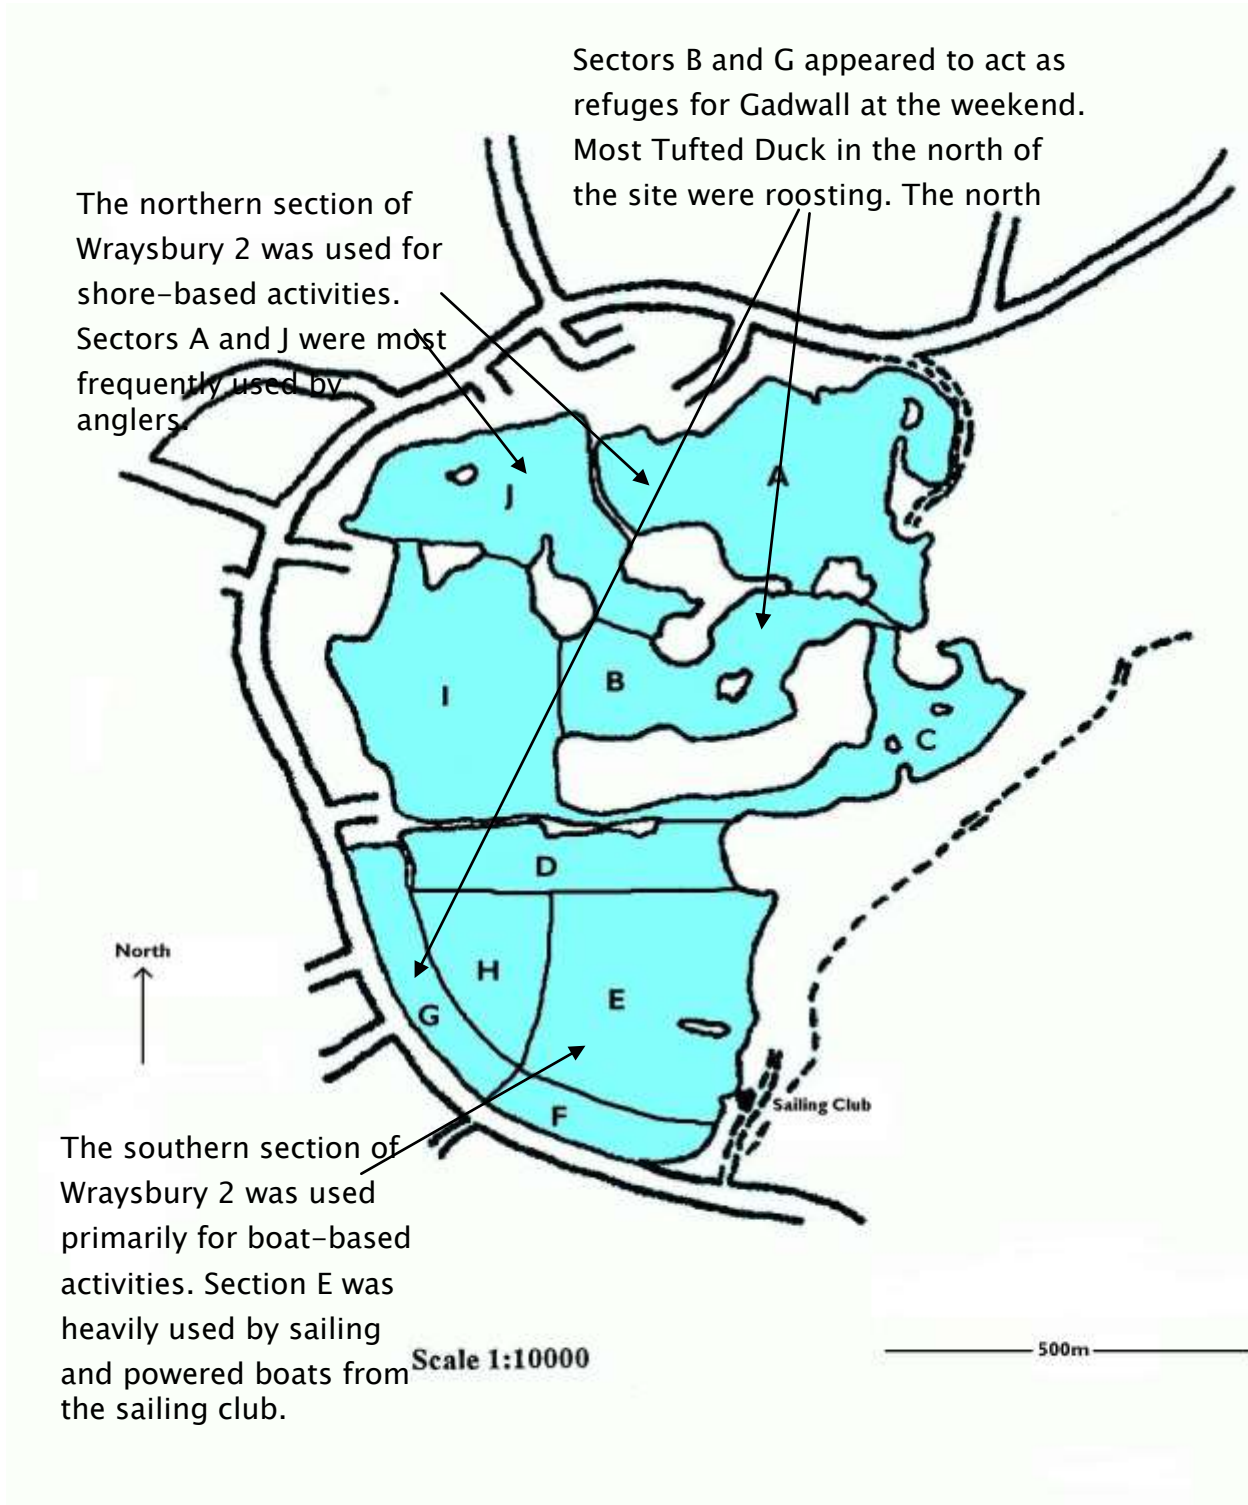 Sectors B and G appeared to act as
refuges for Gadwall at the weekend.
Most Tufted Duck in the north of
the site were roosting. The north
The northern section of
Wraysbury 2 was used for
shore-based activities.
Sectors A and J were most
frequently used by
anglers.
A
J
B
I
C
D
H
E
G
F
North
Sailing Club
The southern section of
Wraysbury 2 was used
primarily for boat-based
activities. Section E was
heavily used by sailing
and powered boats from
the sailing club.
Scale 1:10000
500m